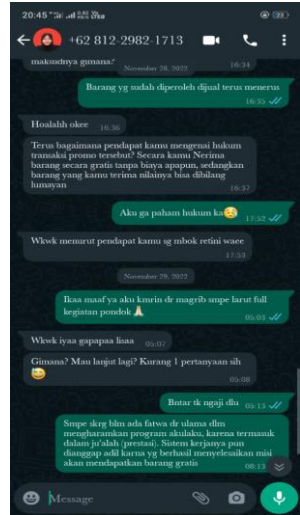 20:45
+62 812-2982-1713
maksudnya gimana?
16:34
November 28, 2022
Barang yg sudah diperoleh dijual terus menerus
16:35
Hoalahh okee 16:36
Terus bagaimana pendapat kamu mengenai hukum
transaksi promo tersebut? Secara kamu Nerima
barang secara gratis tanpa biaya apapun, sedangkan
barang yang kamu terima nilainya bisa dibilang
lumayan
16:37
Aku ga paham hukum ka 17:52
Wkwk menurut pendapat kamu sg mbok retini waee
17:53
November 29, 2022
Ikaa maaf ya aku kmrin dr magrib smpe larut full
kegiatan pondok
05:03
Wkwk iyaa gapapaa lisaa 05:07
Gimana? Mau lanjut lagi? Kurang 1 pertanyaan sih
05:08
Bntar tk ngaji dlu 05:13
Smpe skrg blm ada fatwa dr ulama dlm
mengharamkan program akulaku, karena termasuk
dalam ju'alah (prestasi). Sistem kerjanya pun
dianggap adil karna yg berhasil menyelesaikan misi
akan mendapatkan barang gratis
08:13
Message